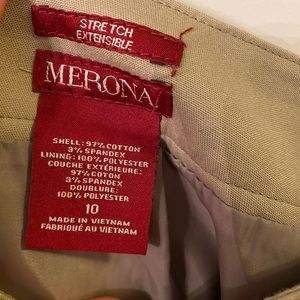 STRETCH
EXTENSIBLE
MERONA
SHELL: 97% COTTON
3% SPANDEX
LINING: 100% POLYESTER
COUCHE EXTÉRIEURE:
97% COTON
3% SPANDEX
DOUBLURE:
100% POLYESTER
10
MADE IN VIETNAM
FABRIQUÉ AU VIETNAM